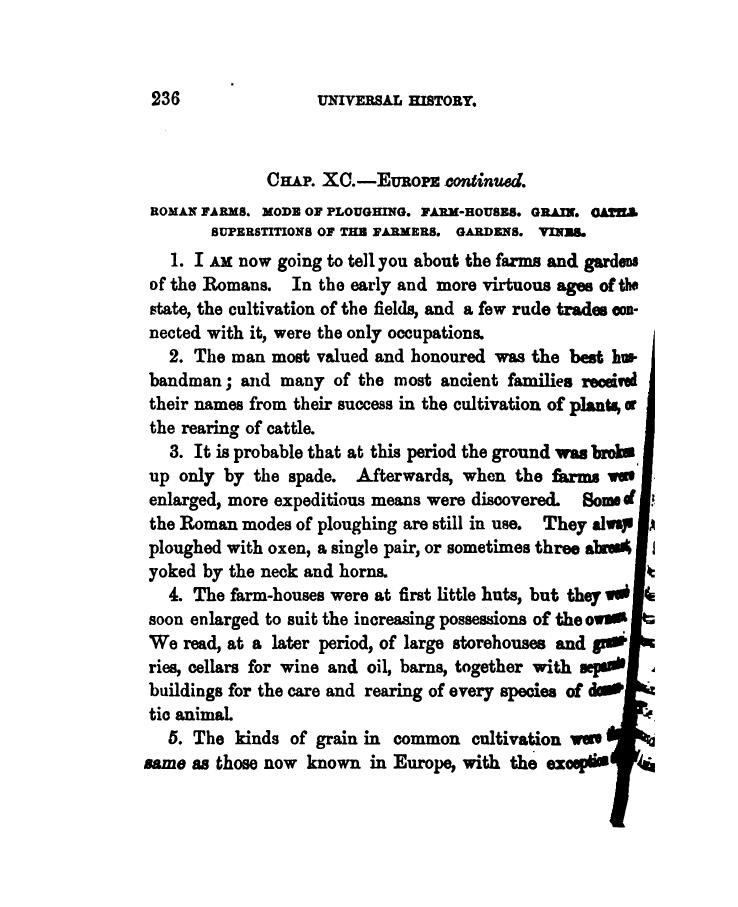 236 UNIVERSAL HISTORY.
CHAP. XC.—EUROPE continued.
ROMAN FARMS. MODE OF PLOUGHING. FARM-HOUSES. GRAIN. CATTLE.
SUPERSTITIONS OF THE FARMERS. GARDENS. VINES.
1. I AM now going to tell you about the farms and gardens
of the Romans. In the early and more virtuous ages of the
state, the cultivation of the fields, and a few rude trades con-
nected with it, were the only occupations.
2. The man most valued and honoured was the best hus-
bandman; and many of the most ancient families received
their names from their success in the cultivation of plants, or
the rearing of cattle.
3. It is probable that at this period the ground was broken
up only by the spade. Afterwards, when the farms were
enlarged, more expeditious means were discovered. Some of
the Roman modes of ploughing are still in use. They always
ploughed with oxen, a single pair, or sometimes three abreast,
yoked by the neck and horns.
4. The farm-houses were at first little huts, but they
soon enlarged to suit the increasing possessions of the owners.
We read, at a later period, of large storehouses and grana-
ries, cellars for wine and oil, barns, together with separate
buildings for the care and rearing of every species of domes-
tic animal.
5. The kinds of grain in common cultivation were the
same as those now known in Europe, with the exception